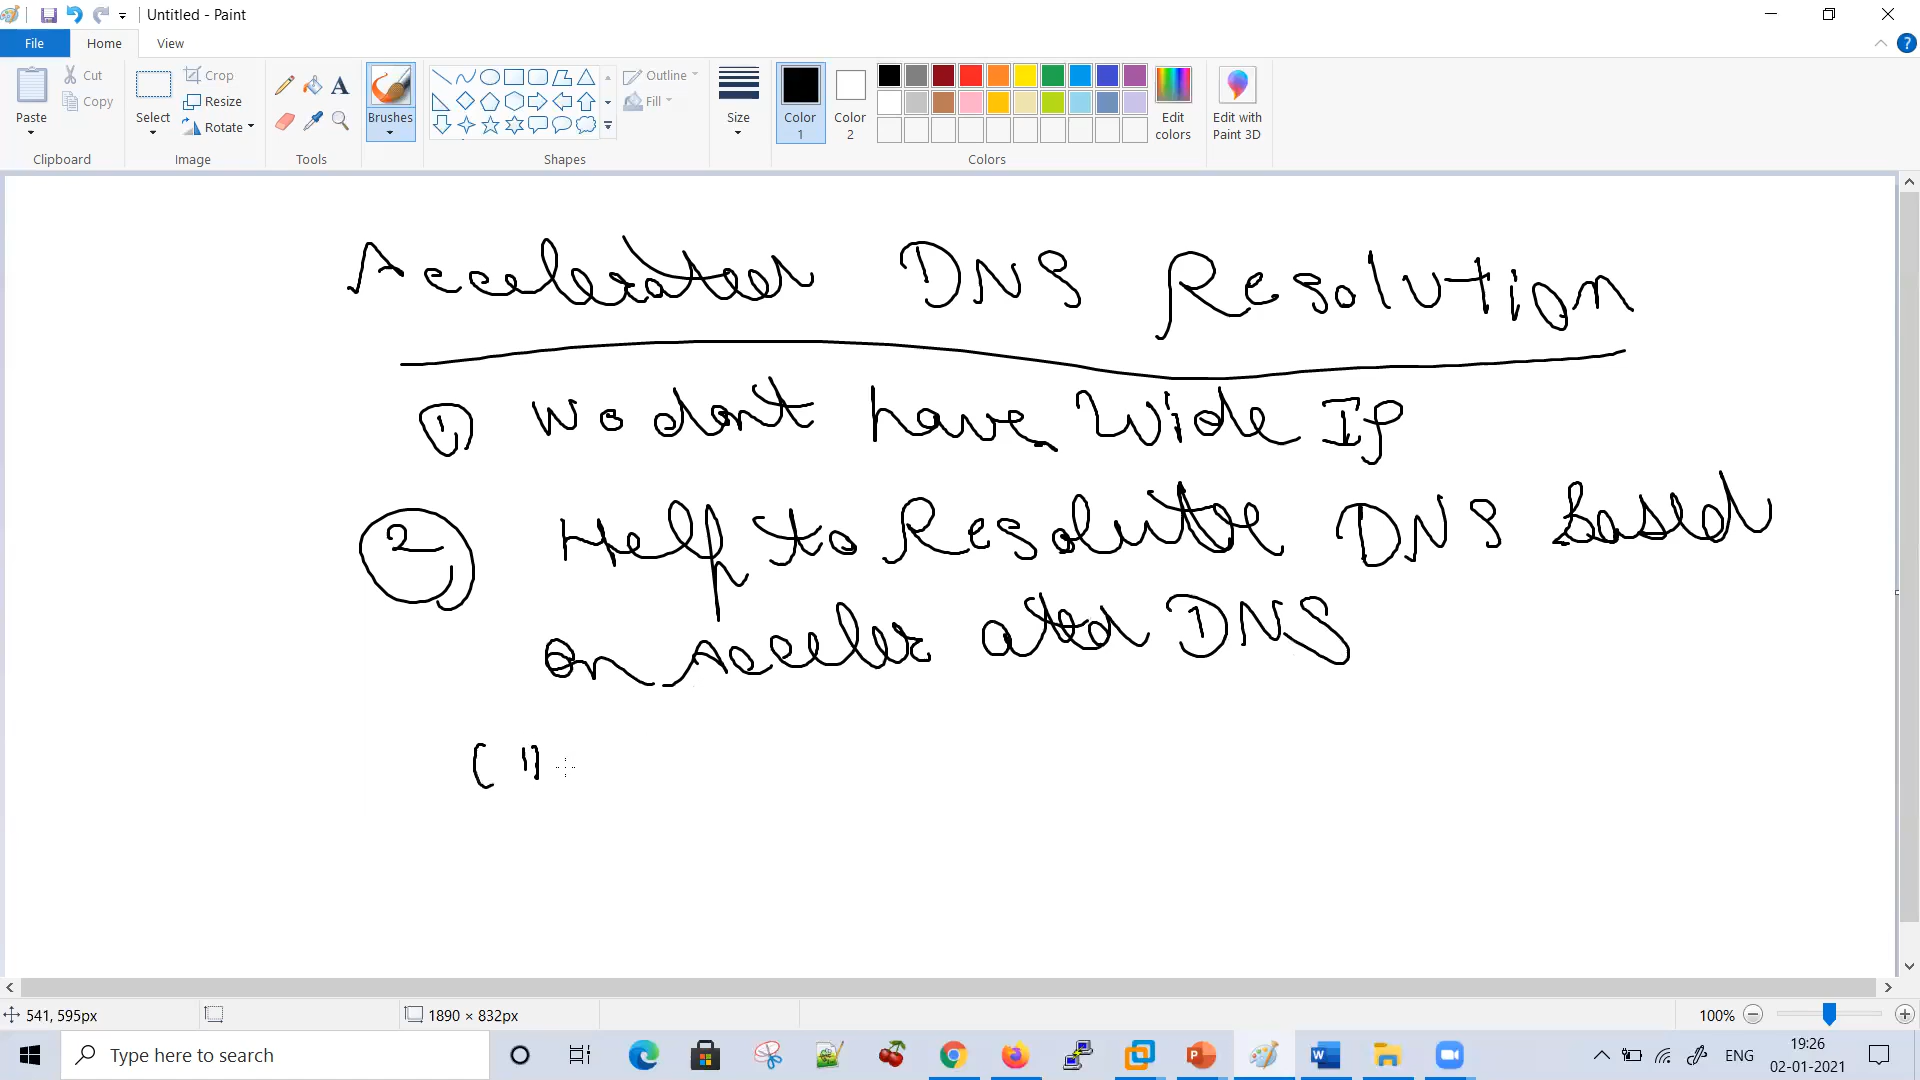 Untitled - Paint
File Home View
Paste Cut Copy Clipboard
Select Crop Resize Rotate Image
Tools
Brushes
Shapes
Outline Fill
Size
Color 1 Color 2
Edit colors
Edit with Paint 3D
Colors
Accelerated DNS Resolution
1) We dont have Wide IP
2) Help to Resolute DNS based
on Acceler ated DNS
( 1)
541, 595px 1890 × 832px 100%
Type here to search
ENG 19:26
02-01-2021